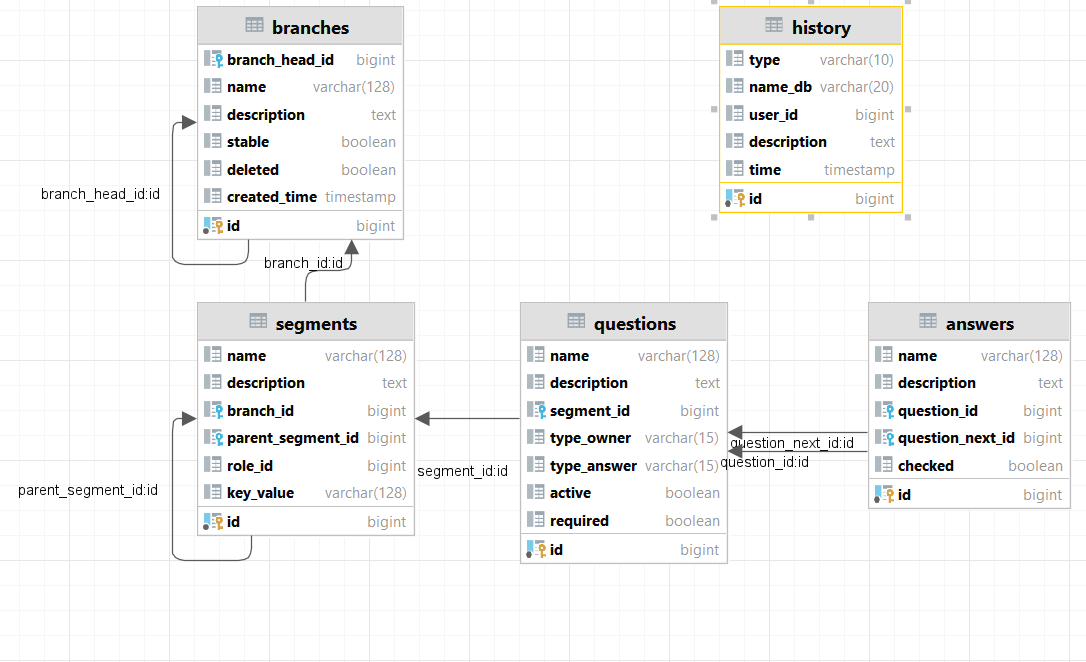 branches
branch_head_id bigint
name varchar(128)
description text
stable boolean
deleted boolean
created_time timestamp
id bigint
branch_head_id:id
history
type varchar(10)
name_db varchar(20)
user_id bigint
description text
time timestamp
id bigint
branch_id:id
segments
name varchar(128)
description text
branch_id bigint
parent_segment_id bigint
role_id bigint
key_value varchar(128)
id bigint
parent_segment_id:id
segment_id:id
questions
name varchar(128)
description text
segment_id bigint
type_owner varchar(15)
type_answer varchar(15)
active boolean
required boolean
id bigint
question_next_id:id
question_id:id
answers
name varchar(128)
description text
question_id bigint
question_next_id bigint
checked boolean
id bigint